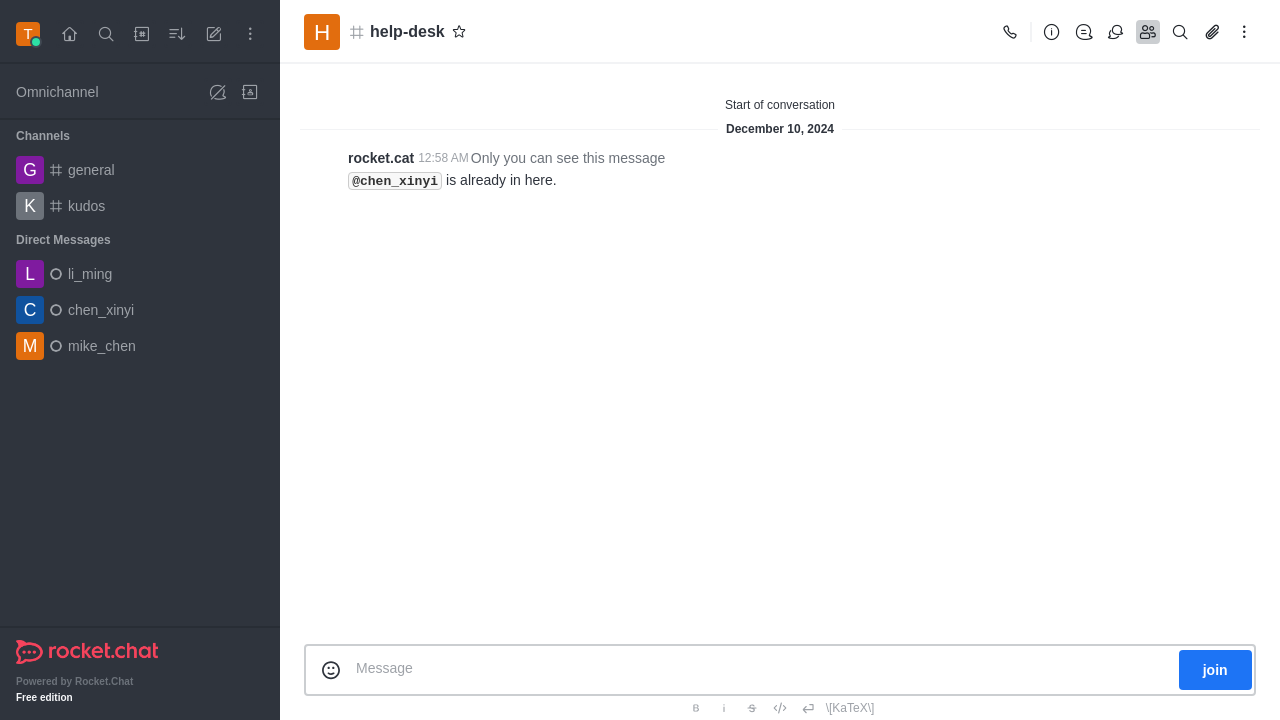 T
Omnichannel
Channels
G general
K kudos
Direct Messages
L li_ming
C chen_xinyi
M mike_chen
rocket.chat
Powered by Rocket.Chat
Free edition
H help-desk
Start of conversation
December 10, 2024
rocket.cat 12:58 AM Only you can see this message
@chen_xinyi is already in here.
Message
join
B i S \[KaTeX\]